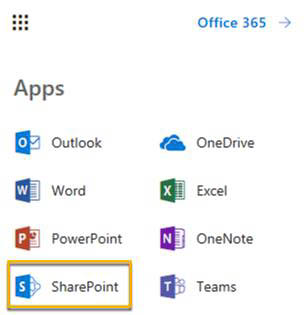 Office 365 →
Apps
Outlook OneDrive
Word Excel
PowerPoint OneNote
SharePoint Teams